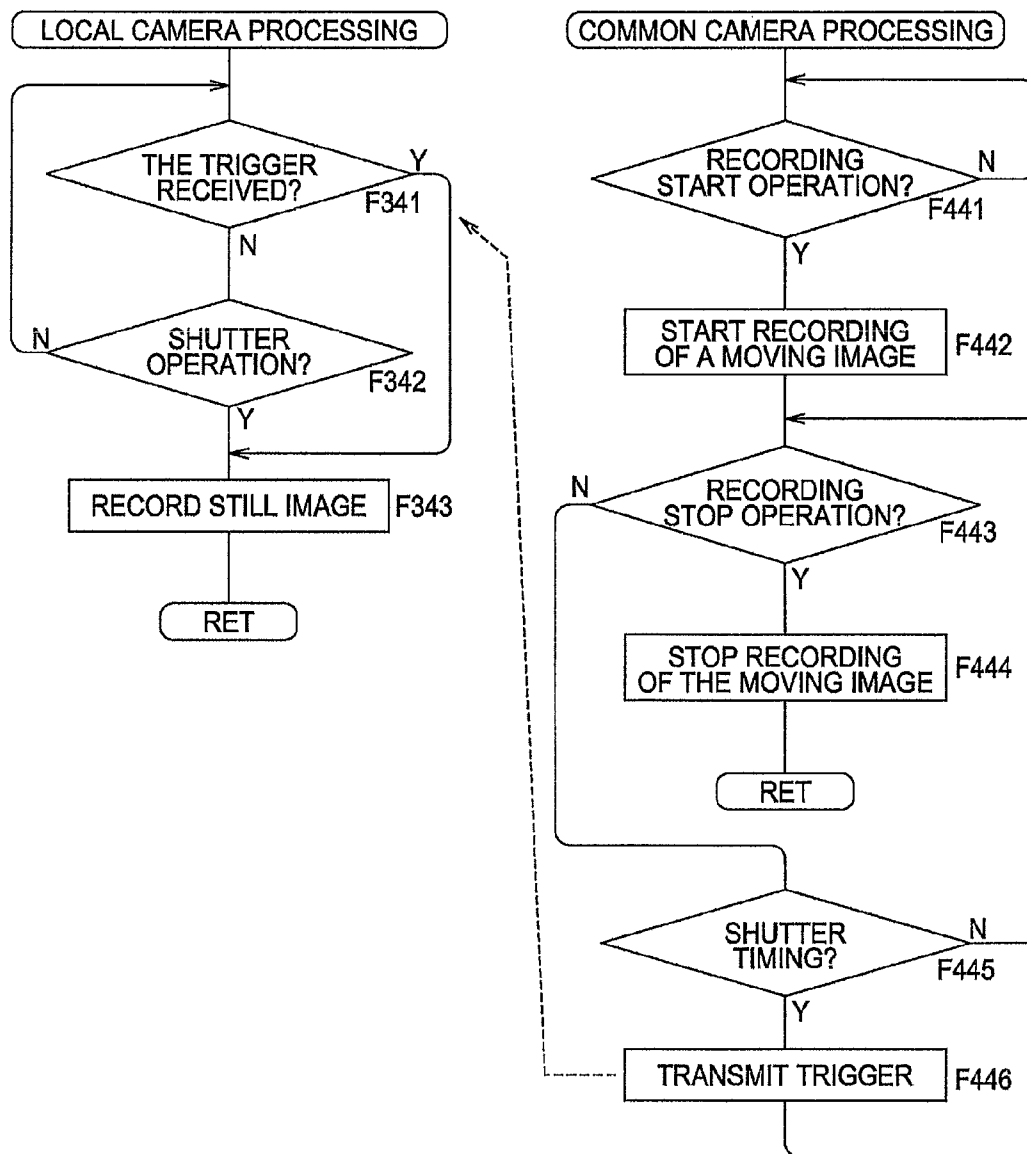 LOCAL CAMERA PROCESSING
THE TRIGGER
RECEIVED?
Y
F341
N
SHUTTER
OPERATION?
N
F342
Y
RECORD STILL IMAGE
F343
RET
COMMON CAMERA PROCESSING
RECORDING
START OPERATION?
N
F441
Y
START RECORDING
OF A MOVING IMAGE
F442
RECORDING
STOP OPERATION?
N
F443
Y
STOP RECORDING
OF THE MOVING IMAGE
F444
RET
SHUTTER
TIMING?
N
F445
Y
TRANSMIT TRIGGER
F446